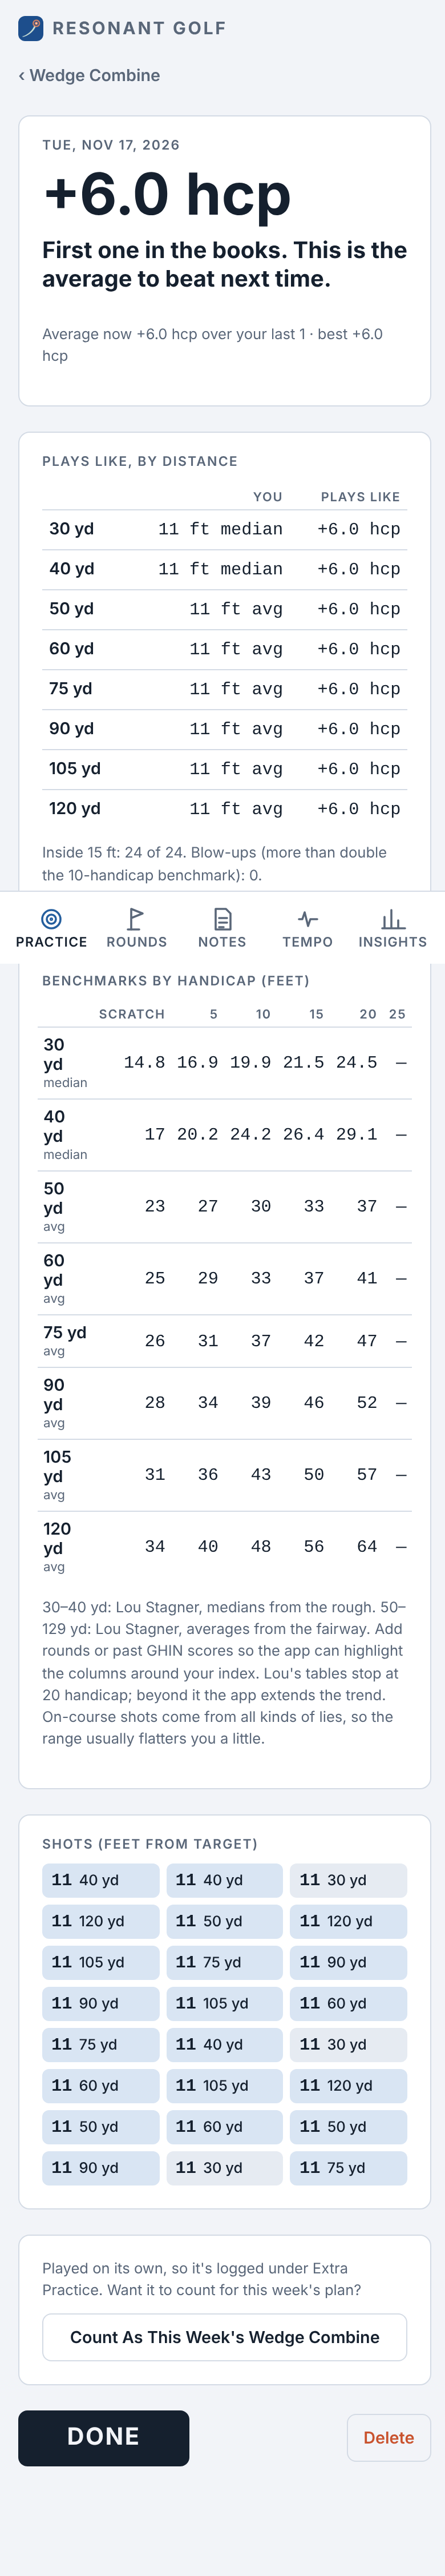 RESONANT GOLF
‹ Wedge Combine
TUE, NOV 17, 2026
+6.0 hcp
First one in the books. This is the
average to beat next time.
Average now +6.0 hcp over your last 1 · best +6.0
hcp
PLAYS LIKE, BY DISTANCE
YOU PLAYS LIKE
30 yd 11 ft median +6.0 hcp
40 yd 11 ft median +6.0 hcp
50 yd 11 ft avg +6.0 hcp
60 yd 11 ft avg +6.0 hcp
75 yd 11 ft avg +6.0 hcp
90 yd 11 ft avg +6.0 hcp
105 yd 11 ft avg +6.0 hcp
120 yd 11 ft avg +6.0 hcp
Inside 15 ft: 24 of 24. Blow-ups (more than double
the 10-handicap benchmark): 0.
PRACTICE ROUNDS NOTES TEMPO INSIGHTS
BENCHMARKS BY HANDICAP (FEET)
SCRATCH 5 10 15 20 25
30
yd 14.8 16.9 19.9 21.5 24.5 –
median
40
yd 17 20.2 24.2 26.4 29.1 –
median
50
yd 23 27 30 33 37 –
avg
60
yd 25 29 33 37 41 –
avg
75 yd 26 31 37 42 47 –
avg
90
yd 28 34 39 46 52 –
avg
105
yd 31 36 43 50 57 –
avg
120
yd 34 40 48 56 64 –
avg
30–40 yd: Lou Stagner, medians from the rough. 50–
129 yd: Lou Stagner, averages from the fairway. Add
rounds or past GHIN scores so the app can highlight
the columns around your index. Lou's tables stop at
20 handicap; beyond it the app extends the trend.
On-course shots come from all kinds of lies, so the
range usually flatters you a little.
SHOTS (FEET FROM TARGET)
11 40 yd 11 40 yd 11 30 yd
11 120 yd 11 50 yd 11 120 yd
11 105 yd 11 75 yd 11 90 yd
11 90 yd 11 105 yd 11 60 yd
11 75 yd 11 40 yd 11 30 yd
11 60 yd 11 105 yd 11 120 yd
11 50 yd 11 60 yd 11 50 yd
11 90 yd 11 30 yd 11 75 yd
Played on its own, so it's logged under Extra
Practice. Want it to count for this week's plan?
Count As This Week's Wedge Combine
DONE Delete